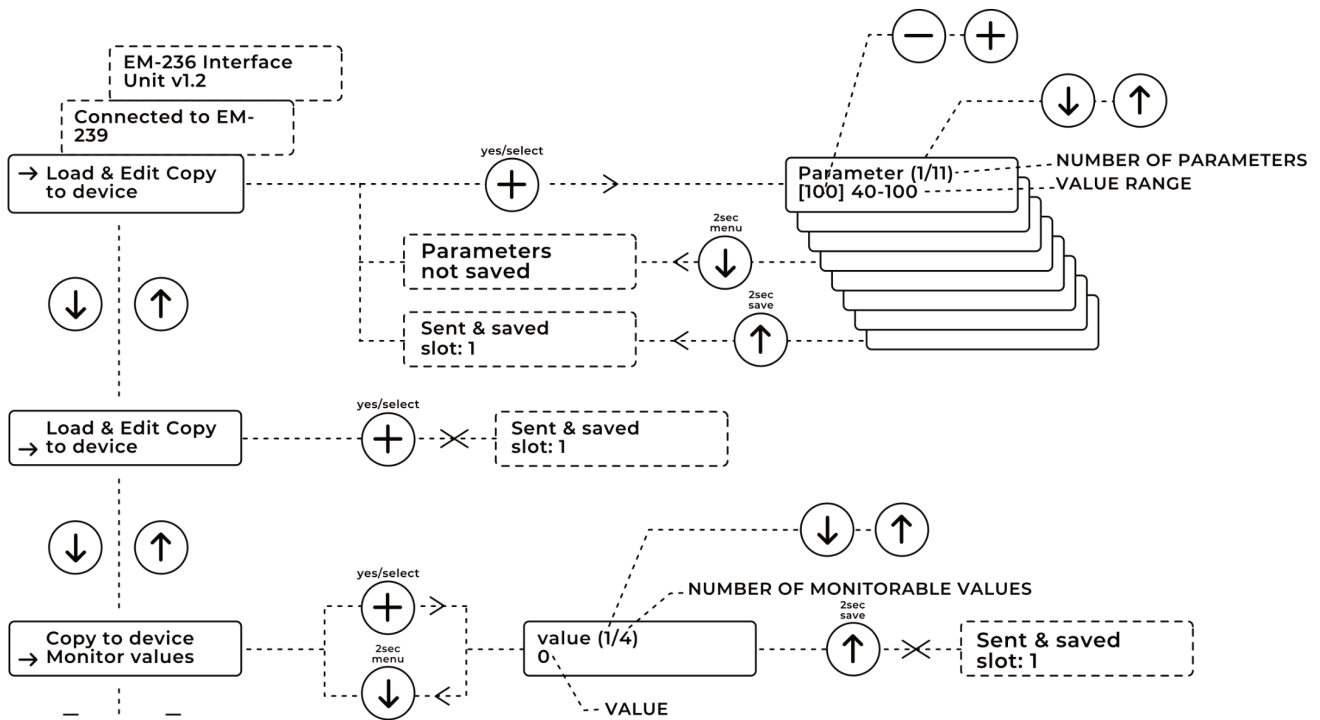 EM-236 Interface
Unit v1.2
Connected to EM-
239
→ Load & Edit Copy
to device
yes/select
Parameter (1/11)
[100] 40-100
NUMBER OF PARAMETERS
VALUE RANGE
2sec
menu
Parameters
not saved
2sec
save
Sent & saved
slot: 1
Load & Edit Copy
→ to device
yes/select
Sent & saved
slot: 1
yes/select
NUMBER OF MONITORABLE VALUES
Copy to device
→ Monitor values
2sec
menu
value (1/4)
0
2sec
save
Sent & saved
slot: 1
VALUE